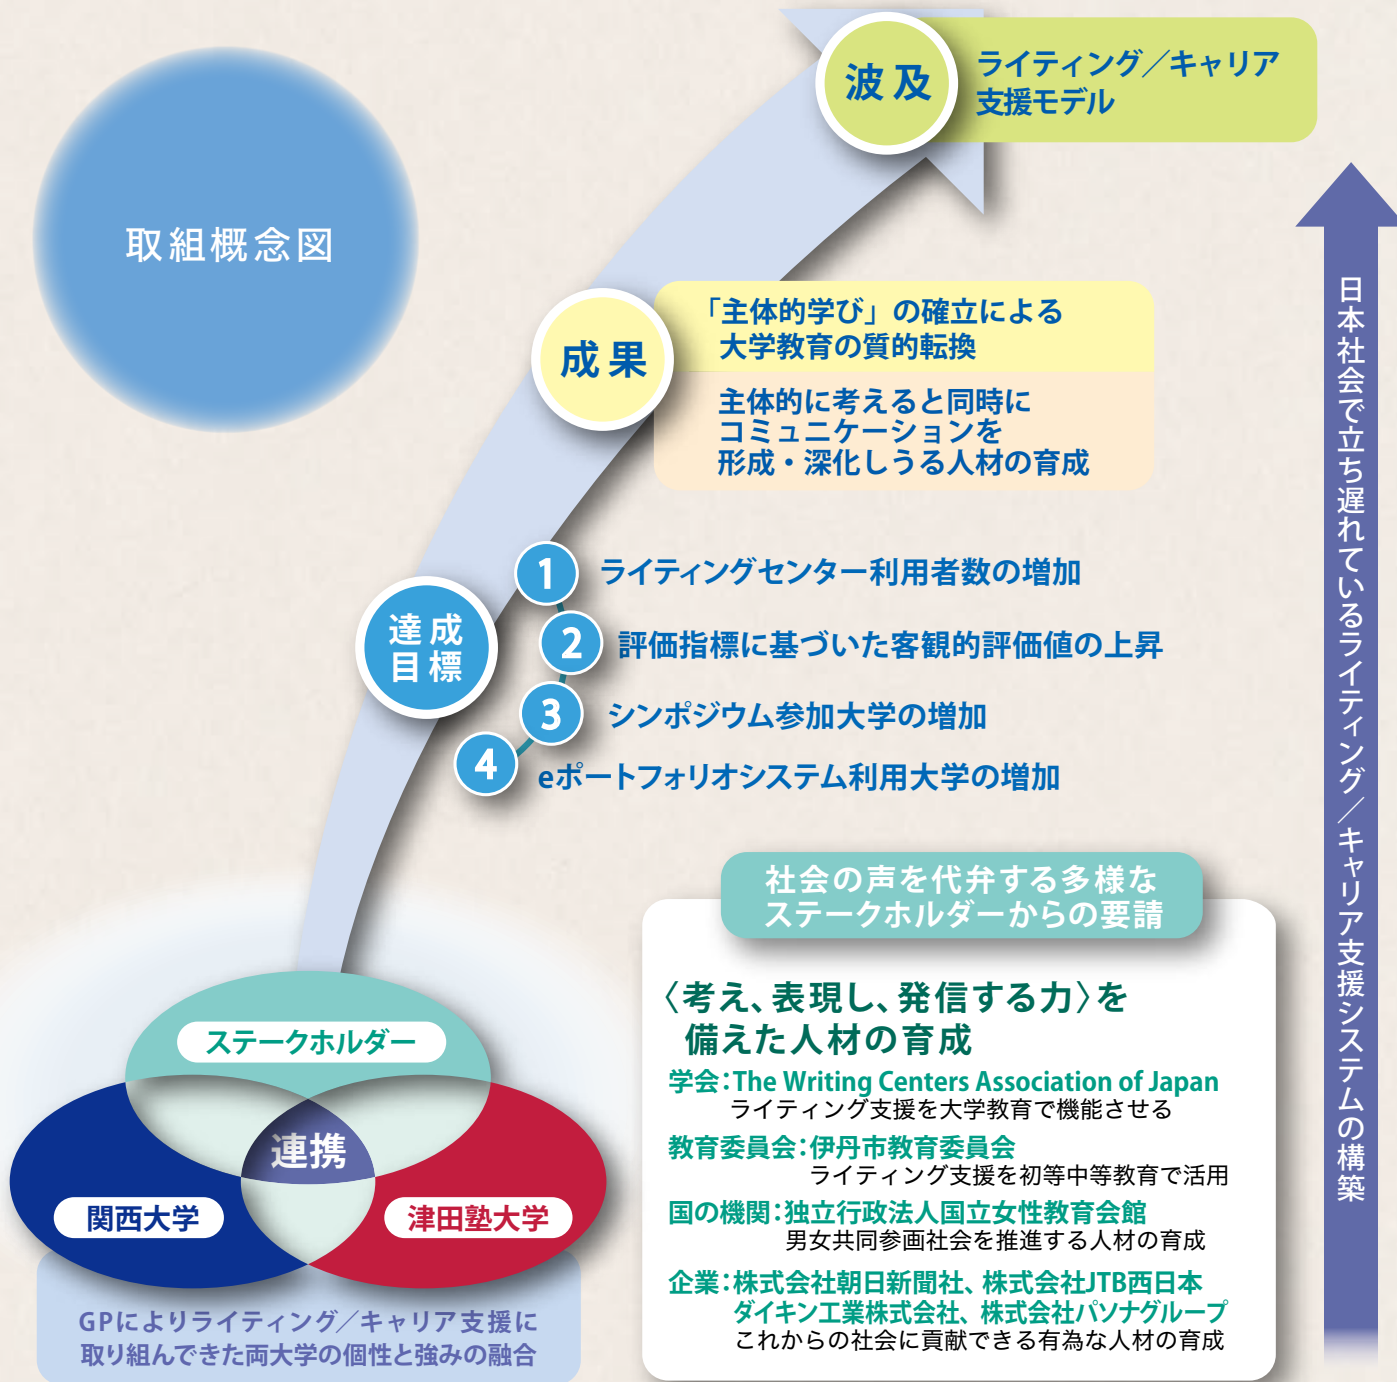 取組概念図
波及
ライティング／キャリア
支援モデル
成果
「主体的学び」の確立による
大学教育の質的転換
主体的に考えると同時に
コミュニケーションを
形成・深化しうる人材の育成
達成
目標
1 ライティングセンター利用者数の増加
2 評価指標に基づいた客観的評価値の上昇
3 シンポジウム参加大学の増加
4 eポートフォリオシステム利用大学の増加
日本社会で立ち遅れているライティング／キャリア支援システムの構築
ステークホルダー
連携
関西大学
津田塾大学
GPによりライティング／キャリア支援に
取り組んできた両大学の個性と強みの融合
社会の声を代弁する多様な
ステークホルダーからの要請
〈考え、表現し、発信する力〉を
備えた人材の育成
学会：The Writing Centers Association of Japan
ライティング支援を大学教育で機能させる
教育委員会：伊丹市教育委員会
ライティング支援を初等中等教育で活用
国の機関：独立行政法人国立女性教育会館
男女共同参画社会を推進する人材の育成
企業：株式会社朝日新聞社、株式会社JTB西日本
ダイキン工業株式会社、株式会社パソナグループ
これからの社会に貢献できる有為な人材の育成